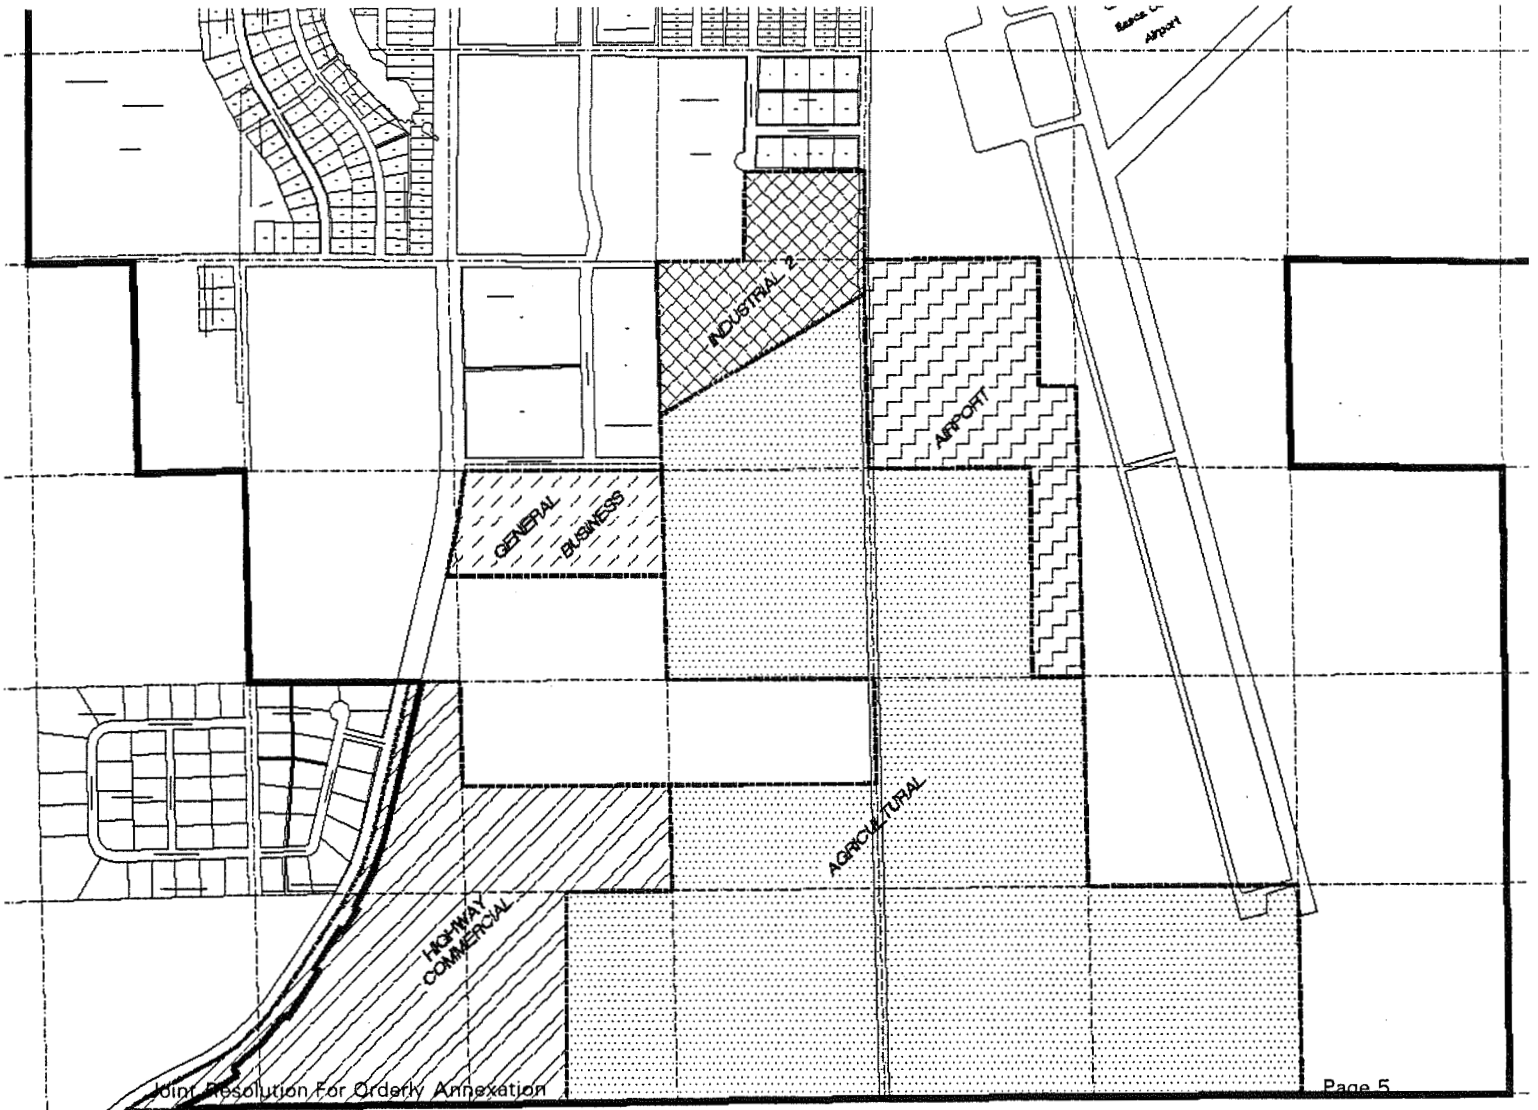 Airport
INDUSTRIAL 2
AIRPORT
GENERAL
BUSINESS
AGRICULTURAL
HIGHWAY
COMMERCIAL
Joint Resolution For Orderly Annexation
Page 5